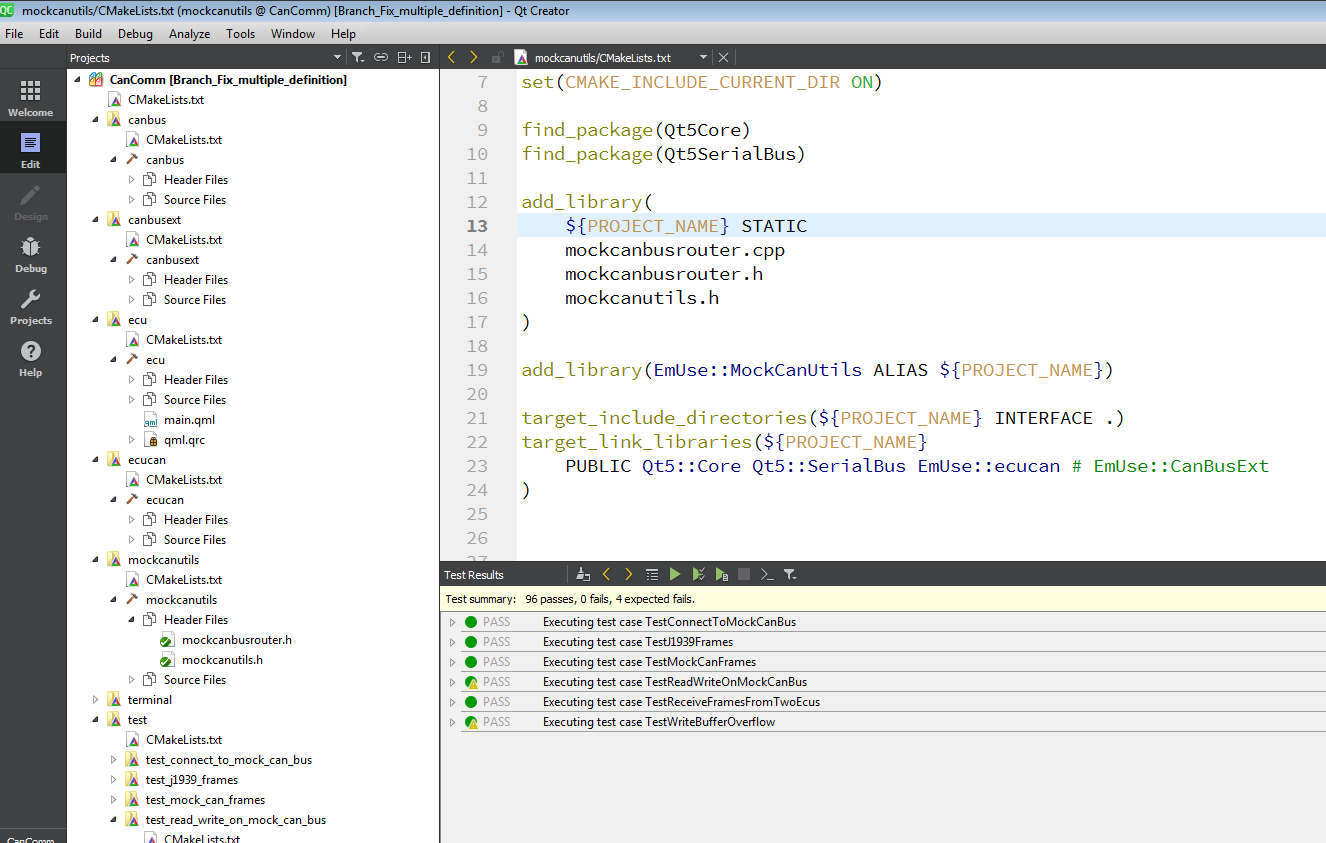 QC mockcanutils/CMakeLists.txt (mockcanutils @ CanComm) [Branch_Fix_multiple_definition] - Qt Creator
File Edit Build Debug Analyze Tools Window Help
Projects
mockcanutils/CMakeLists.txt
Welcome
Edit
Design
Debug
Projects
Help
CanComm
CanComm [Branch_Fix_multiple_definition]
CMakeLists.txt
canbus
CMakeLists.txt
canbus
Header Files
Source Files
canbusext
CMakeLists.txt
canbusext
Header Files
Source Files
ecu
CMakeLists.txt
ecu
Header Files
Source Files
qml main.qml
qml.qrc
ecucan
CMakeLists.txt
ecucan
Header Files
Source Files
mockcanutils
CMakeLists.txt
mockcanutils
Header Files
mockcanbusrouter.h
mockcanutils.h
Source Files
terminal
test
CMakeLists.txt
test_connect_to_mock_can_bus
test_j1939_frames
test_mock_can_frames
test_read_write_on_mock_can_bus
CMakeLists.txt
7 set(CMAKE_INCLUDE_CURRENT_DIR ON)
8
9 find_package(Qt5Core)
10 find_package(Qt5SerialBus)
11
12 add_library(
13 ${PROJECT_NAME} STATIC
14 mockcanbusrouter.cpp
15 mockcanbusrouter.h
16 mockcanutils.h
17 )
18
19 add_library(EmUse::MockCanUtils ALIAS ${PROJECT_NAME})
20
21 target_include_directories(${PROJECT_NAME} INTERFACE .)
22 target_link_libraries(${PROJECT_NAME}
23 PUBLIC Qt5::Core Qt5::SerialBus EmUse::ecucan # EmUse::CanBusExt
24 )
25
26
27
Test Results
Test summary: 96 passes, 0 fails, 4 expected fails.
PASS Executing test case TestConnectToMockCanBus
PASS Executing test case TestJ1939Frames
PASS Executing test case TestMockCanFrames
PASS Executing test case TestReadWriteOnMockCanBus
PASS Executing test case TestReceiveFramesFromTwoEcus
PASS Executing test case TestWriteBufferOverflow